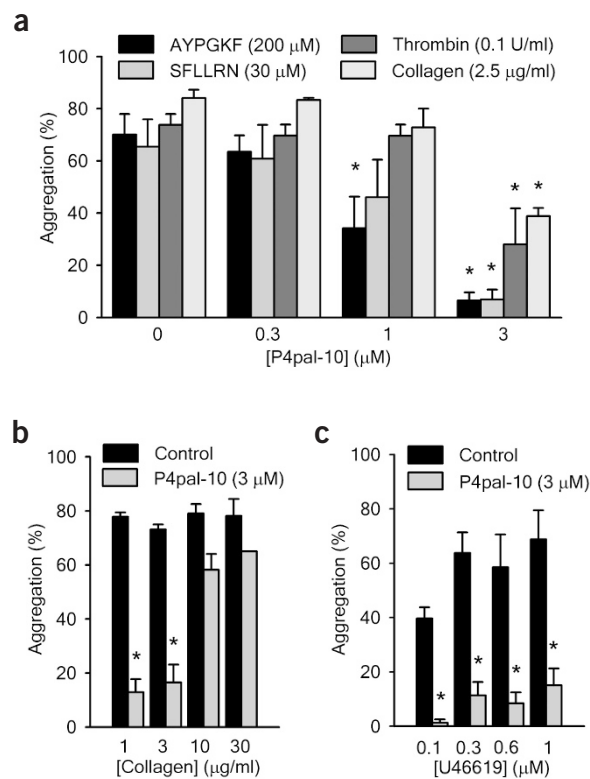 a
AYPGKF (200 μM)
SFLLRN (30 μM)
Thrombin (0.1 U/ml)
Collagen (2.5 μg/ml)
Aggregation (%)
100
80
60
40
20
0
*
* * * *
0 0.3 1 3
[P4pal-10] (μM)
b
Control
P4pal-10 (3 μM)
Aggregation (%)
100
80
60
40
20
0
* *
1 3 10 30
[Collagen] (μg/ml)
c
Control
P4pal-10 (3 μM)
Aggregation (%)
100
80
60
40
20
0
* * * *
0.1 0.3 0.6 1
[U46619] (μM)